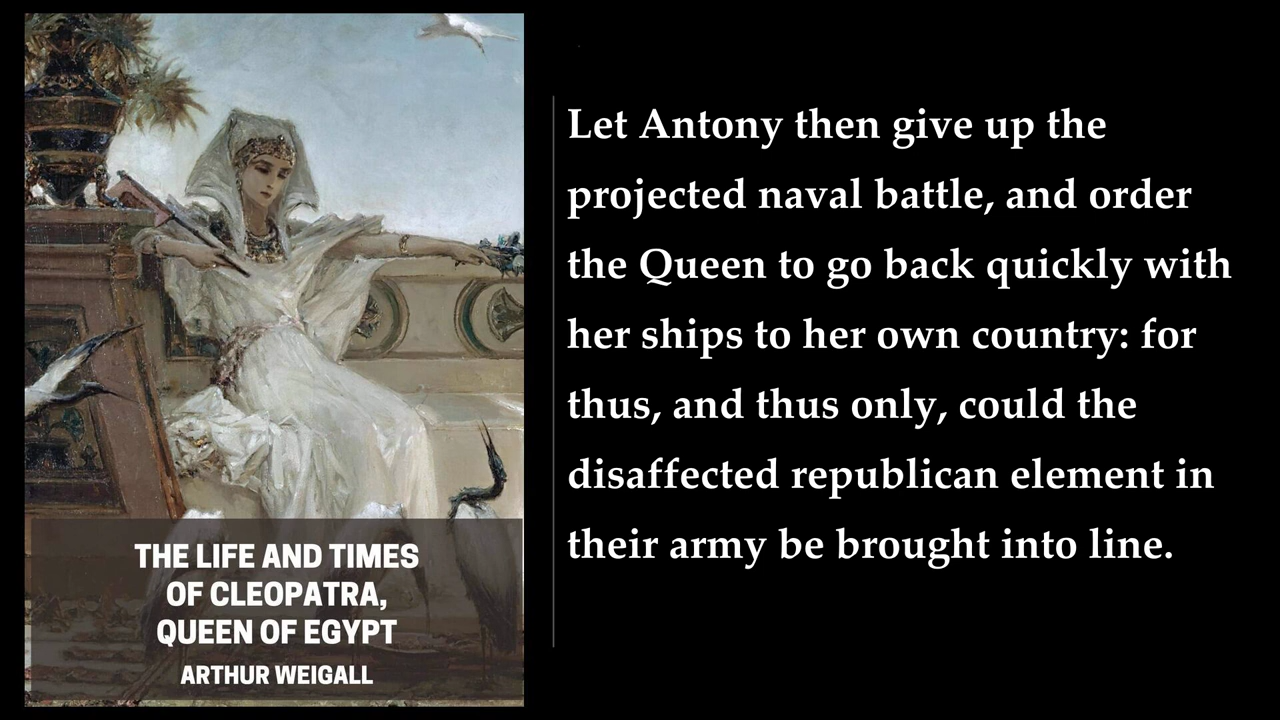 THE LIFE AND TIMES
OF CLEOPATRA,
QUEEN OF EGYPT
ARTHUR WEIGALL
Let Antony then give up the
projected naval battle, and order
the Queen to go back quickly with
her ships to her own country: for
thus, and thus only, could the
disaffected republican element in
their army be brought into line.